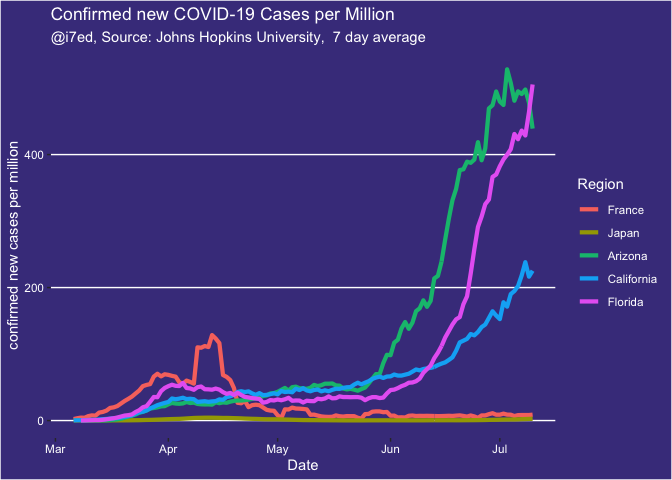 Confirmed new COVID-19 Cases per Million
@i7ed, Source: Johns Hopkins University,  7 day average
confirmed new cases per million
400
200
0
Mar Apr May Jun Jul
Date
Region
France
Japan
Arizona
California
Florida